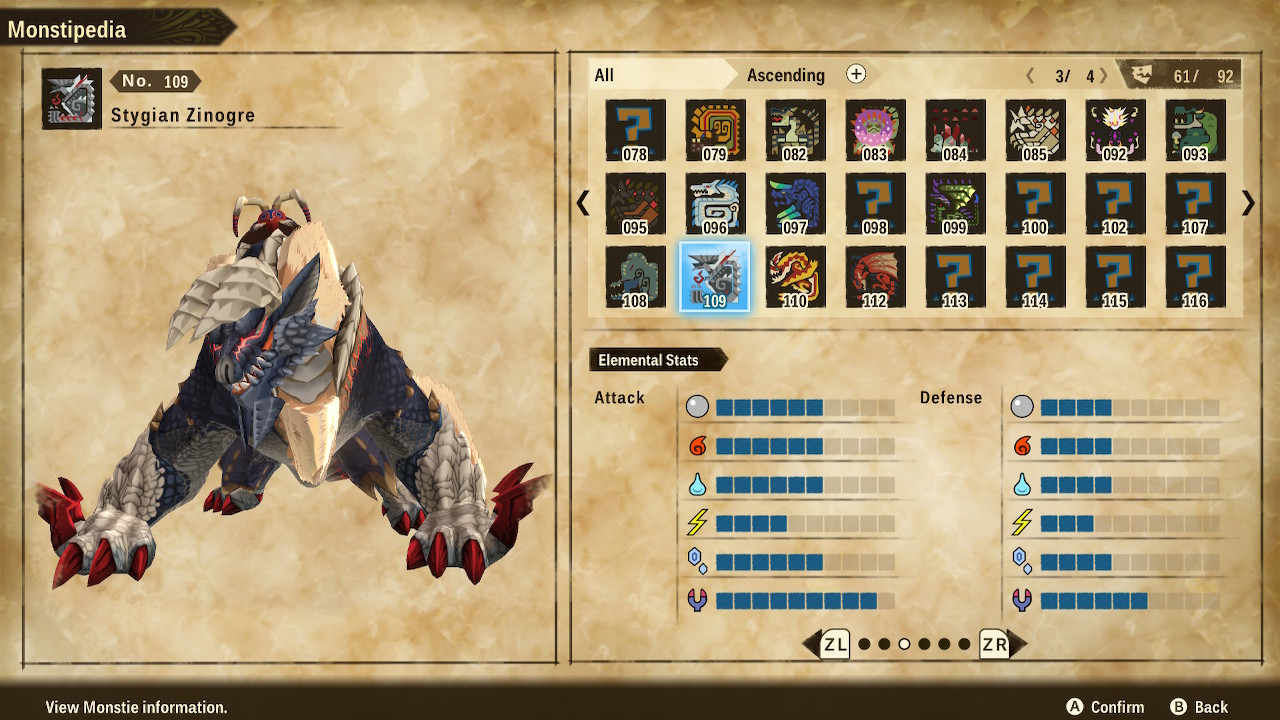 Monstipedia
No. 109
Stygian Zinogre
All
Ascending
3/ 4
61/ 92
078 079 082 083 084 085 092 093
095 096 097 098 099 100 102 107
108 109 110 112 113 114 115 116
Elemental Stats
Attack
Defense
ZL
ZR
View Monstie information.
A Confirm
B Back